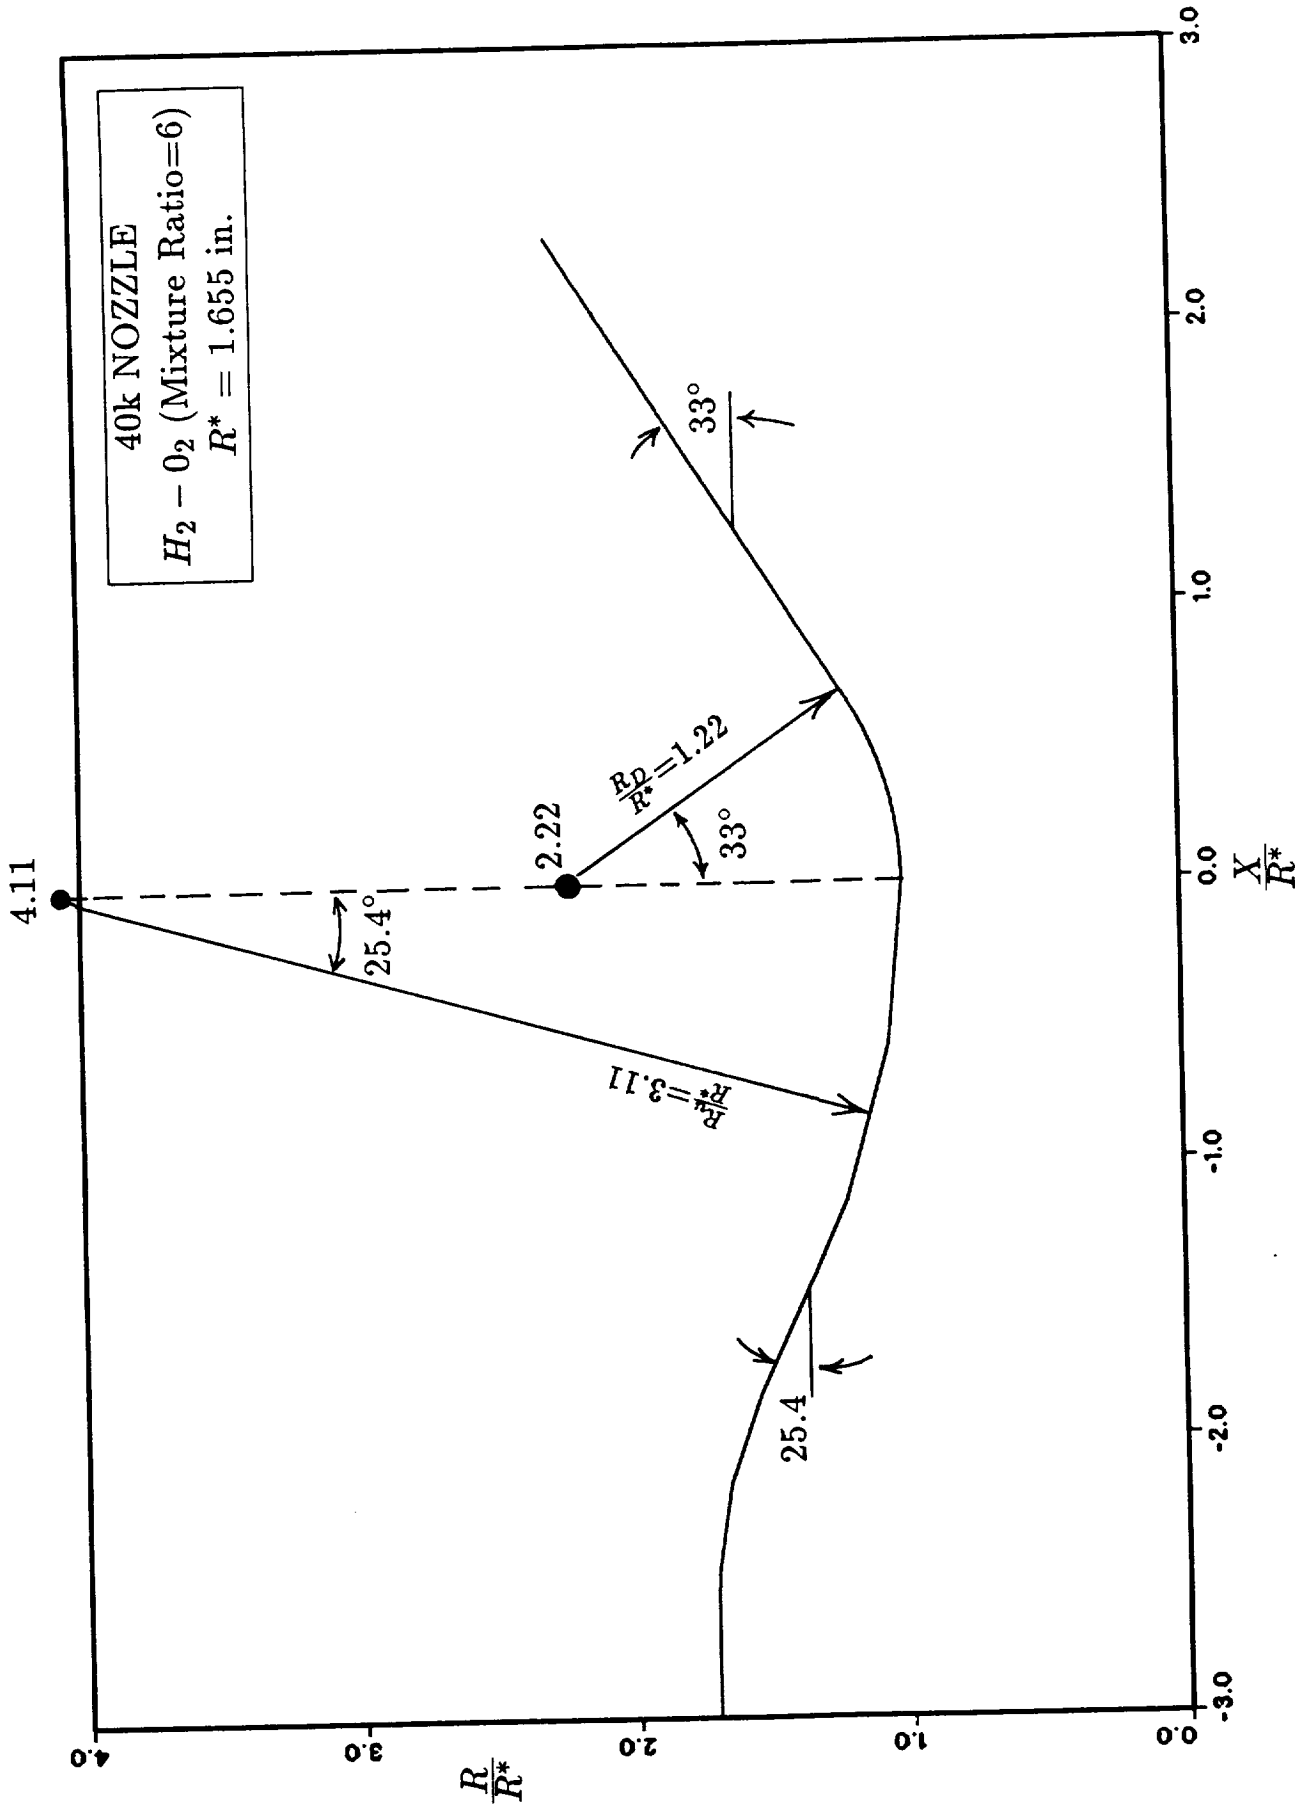 40k NOZZLE
H₂ − 0₂ (Mixture Ratio=6)
R* = 1.655 in.
4.11
2.22
25.4°
R_D/R* = 1.22
33°
R_u/R* = 3.11
33°
25.4
R/R*
4.0
3.0
2.0
1.0
0.0
-3.0
-2.0
-1.0
0.0
1.0
2.0
3.0
X/R*